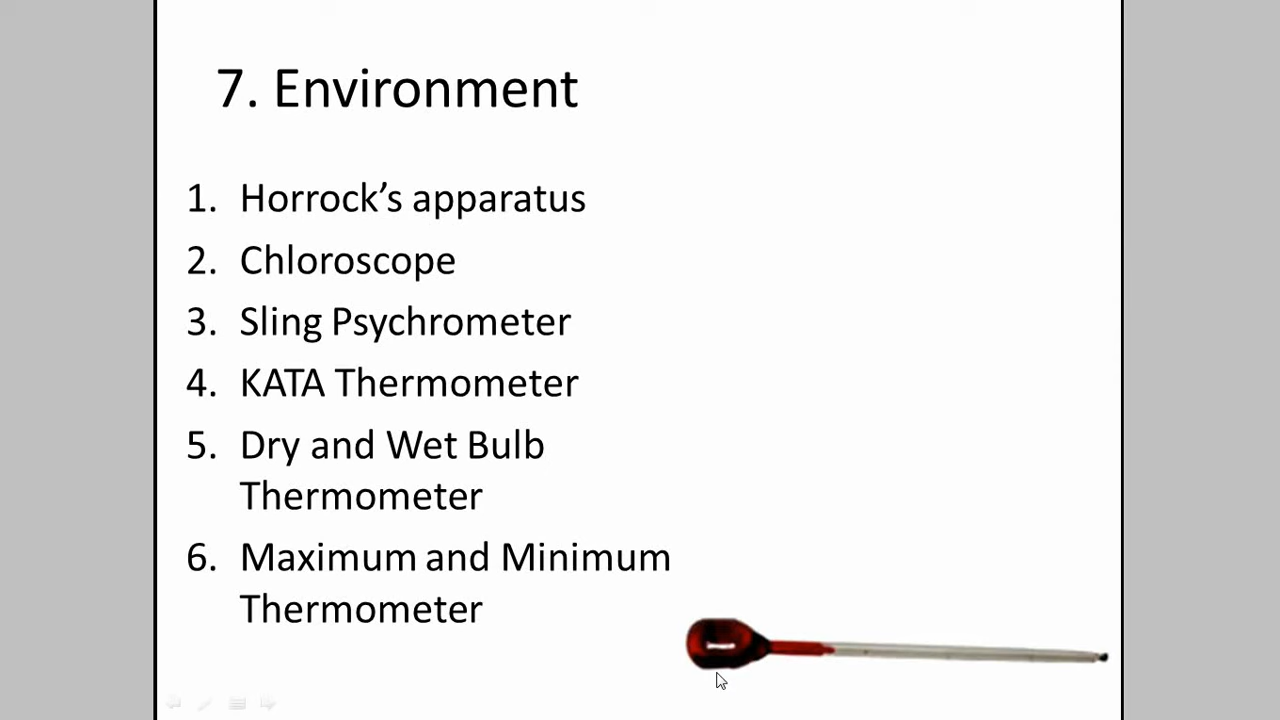 7. Environment
1. Horrock’s apparatus
2. Chloroscope
3. Sling Psychrometer
4. KATA Thermometer
5. Dry and Wet Bulb
Thermometer
6. Maximum and Minimum
Thermometer